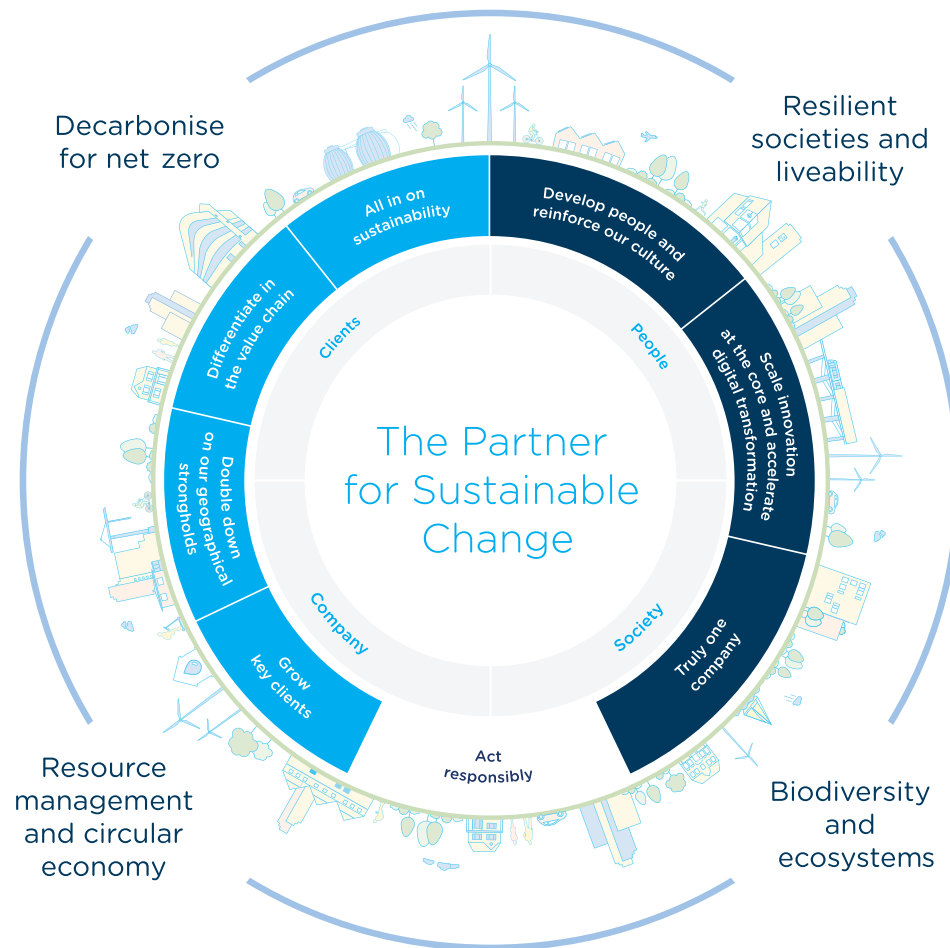 Decarbonise
for net zero
Resilient
societies and
liveability
All in on
sustainability
Develop people and
reinforce our culture
Differentiate in
the value chain
Scale innovation
at the core and accelerate
digital transformation
Clients
People
The Partner
for Sustainable
Change
Double down
on our geographical
strongholds
Company
Society
Grow
key clients
Truly one
company
Act
responsibly
Resource
management
and circular
economy
Biodiversity
and
ecosystems